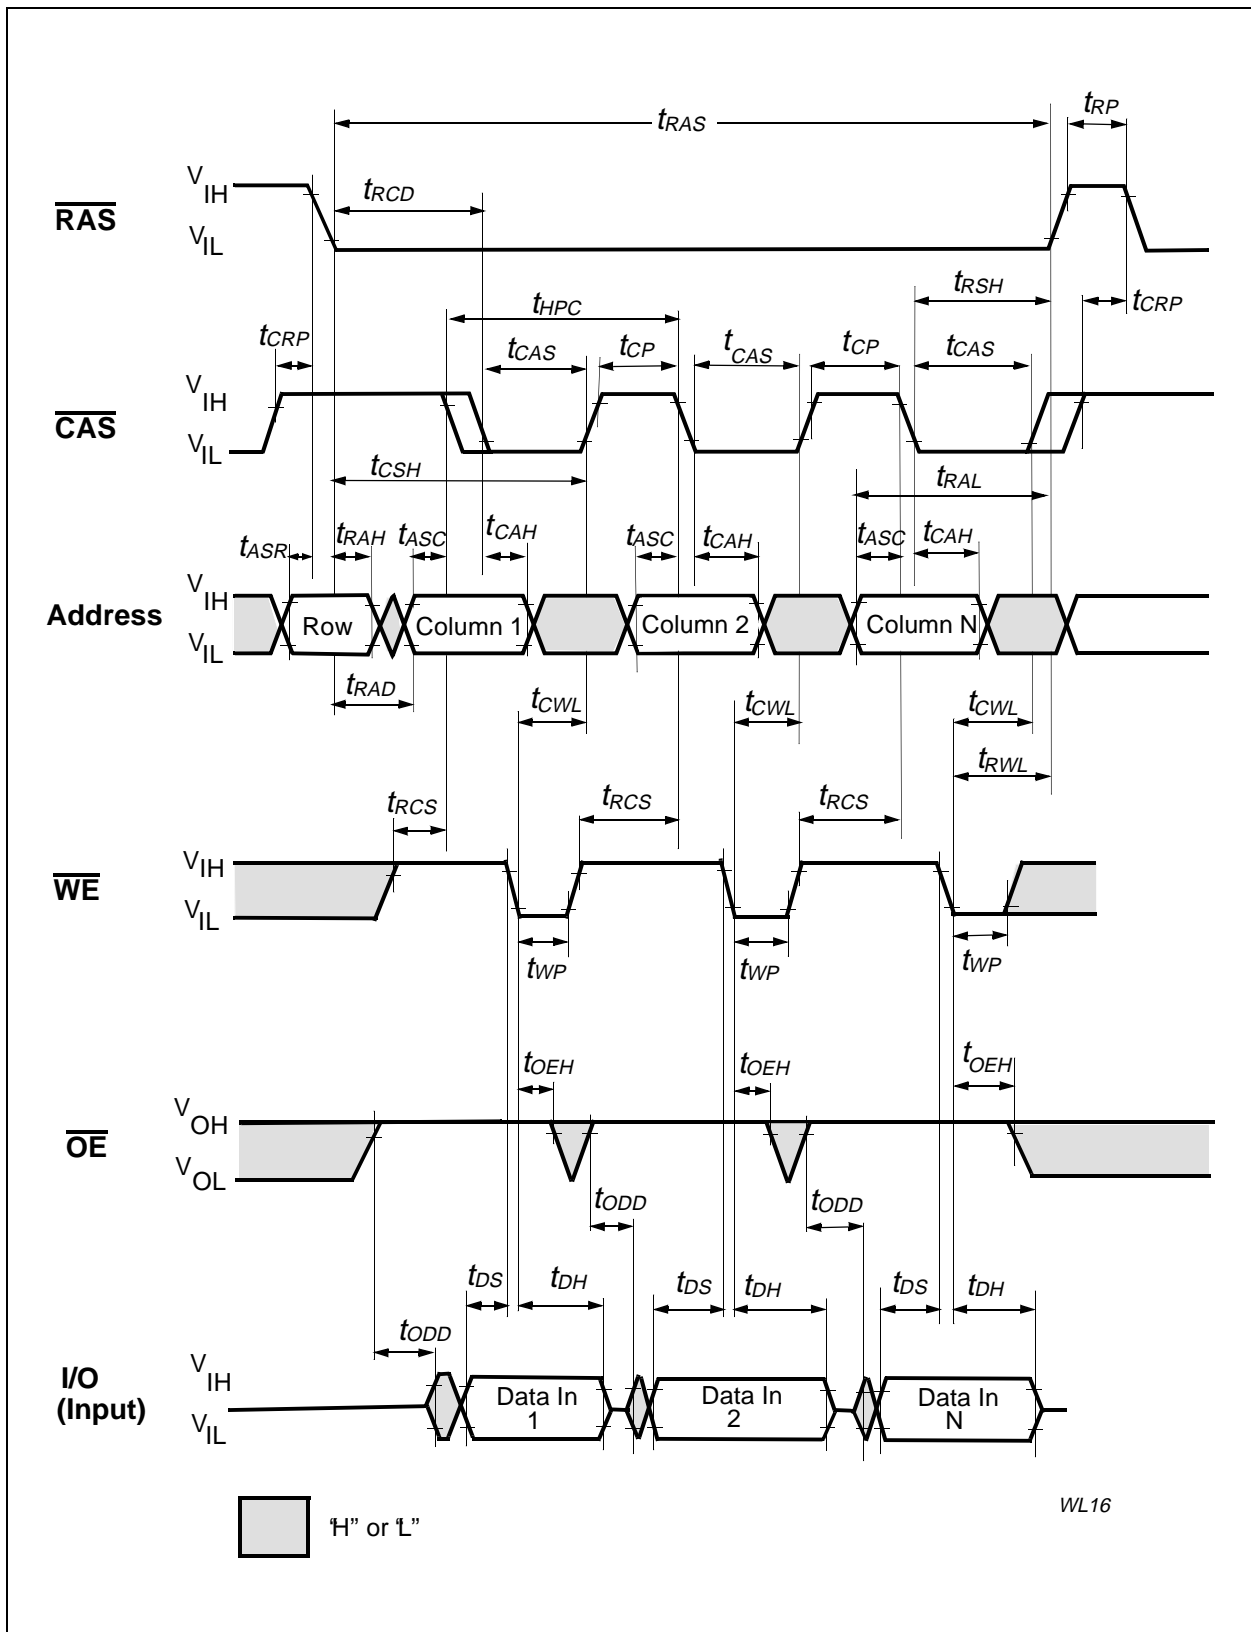 tRAS
tRP
VIH
RAS
VIL
tRCD
tHPC
tRSH
tCRP
tCRP
tCAS
tCP
tCAS
tCP
tCAS
VIH
CAS
VIL
tCSH
tRAL
tASR
tRAH
tASC
tCAH
tASC
tCAH
tASC
tCAH
VIH
Address
VIL
Row
Column 1
Column 2
Column N
tRAD
tCWL
tCWL
tCWL
tRWL
tRCS
tRCS
tRCS
VIH
WE
VIL
tWP
tWP
tWP
tOEH
tOEH
tOEH
VOH
OE
VOL
tODD
tODD
tDS
tDH
tDS
tDH
tDS
tDH
tODD
VIH
I/O
(Input)
VIL
Data In
1
Data In
2
Data In
N
“H” or “L”
WL16